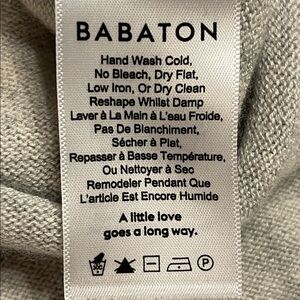 BABATON
Hand Wash Cold,
No Bleach, Dry Flat,
Low Iron, Or Dry Clean
Reshape Whilst Damp
Laver à La Main à L'eau Froide,
Pas De Blanchiment,
Sécher à Plat,
Repasser à Basse Température,
Ou Nettoyer à Sec
Remodeler Pendant Que
L'article Est Encore Humide
A little love
goes a long way.
P